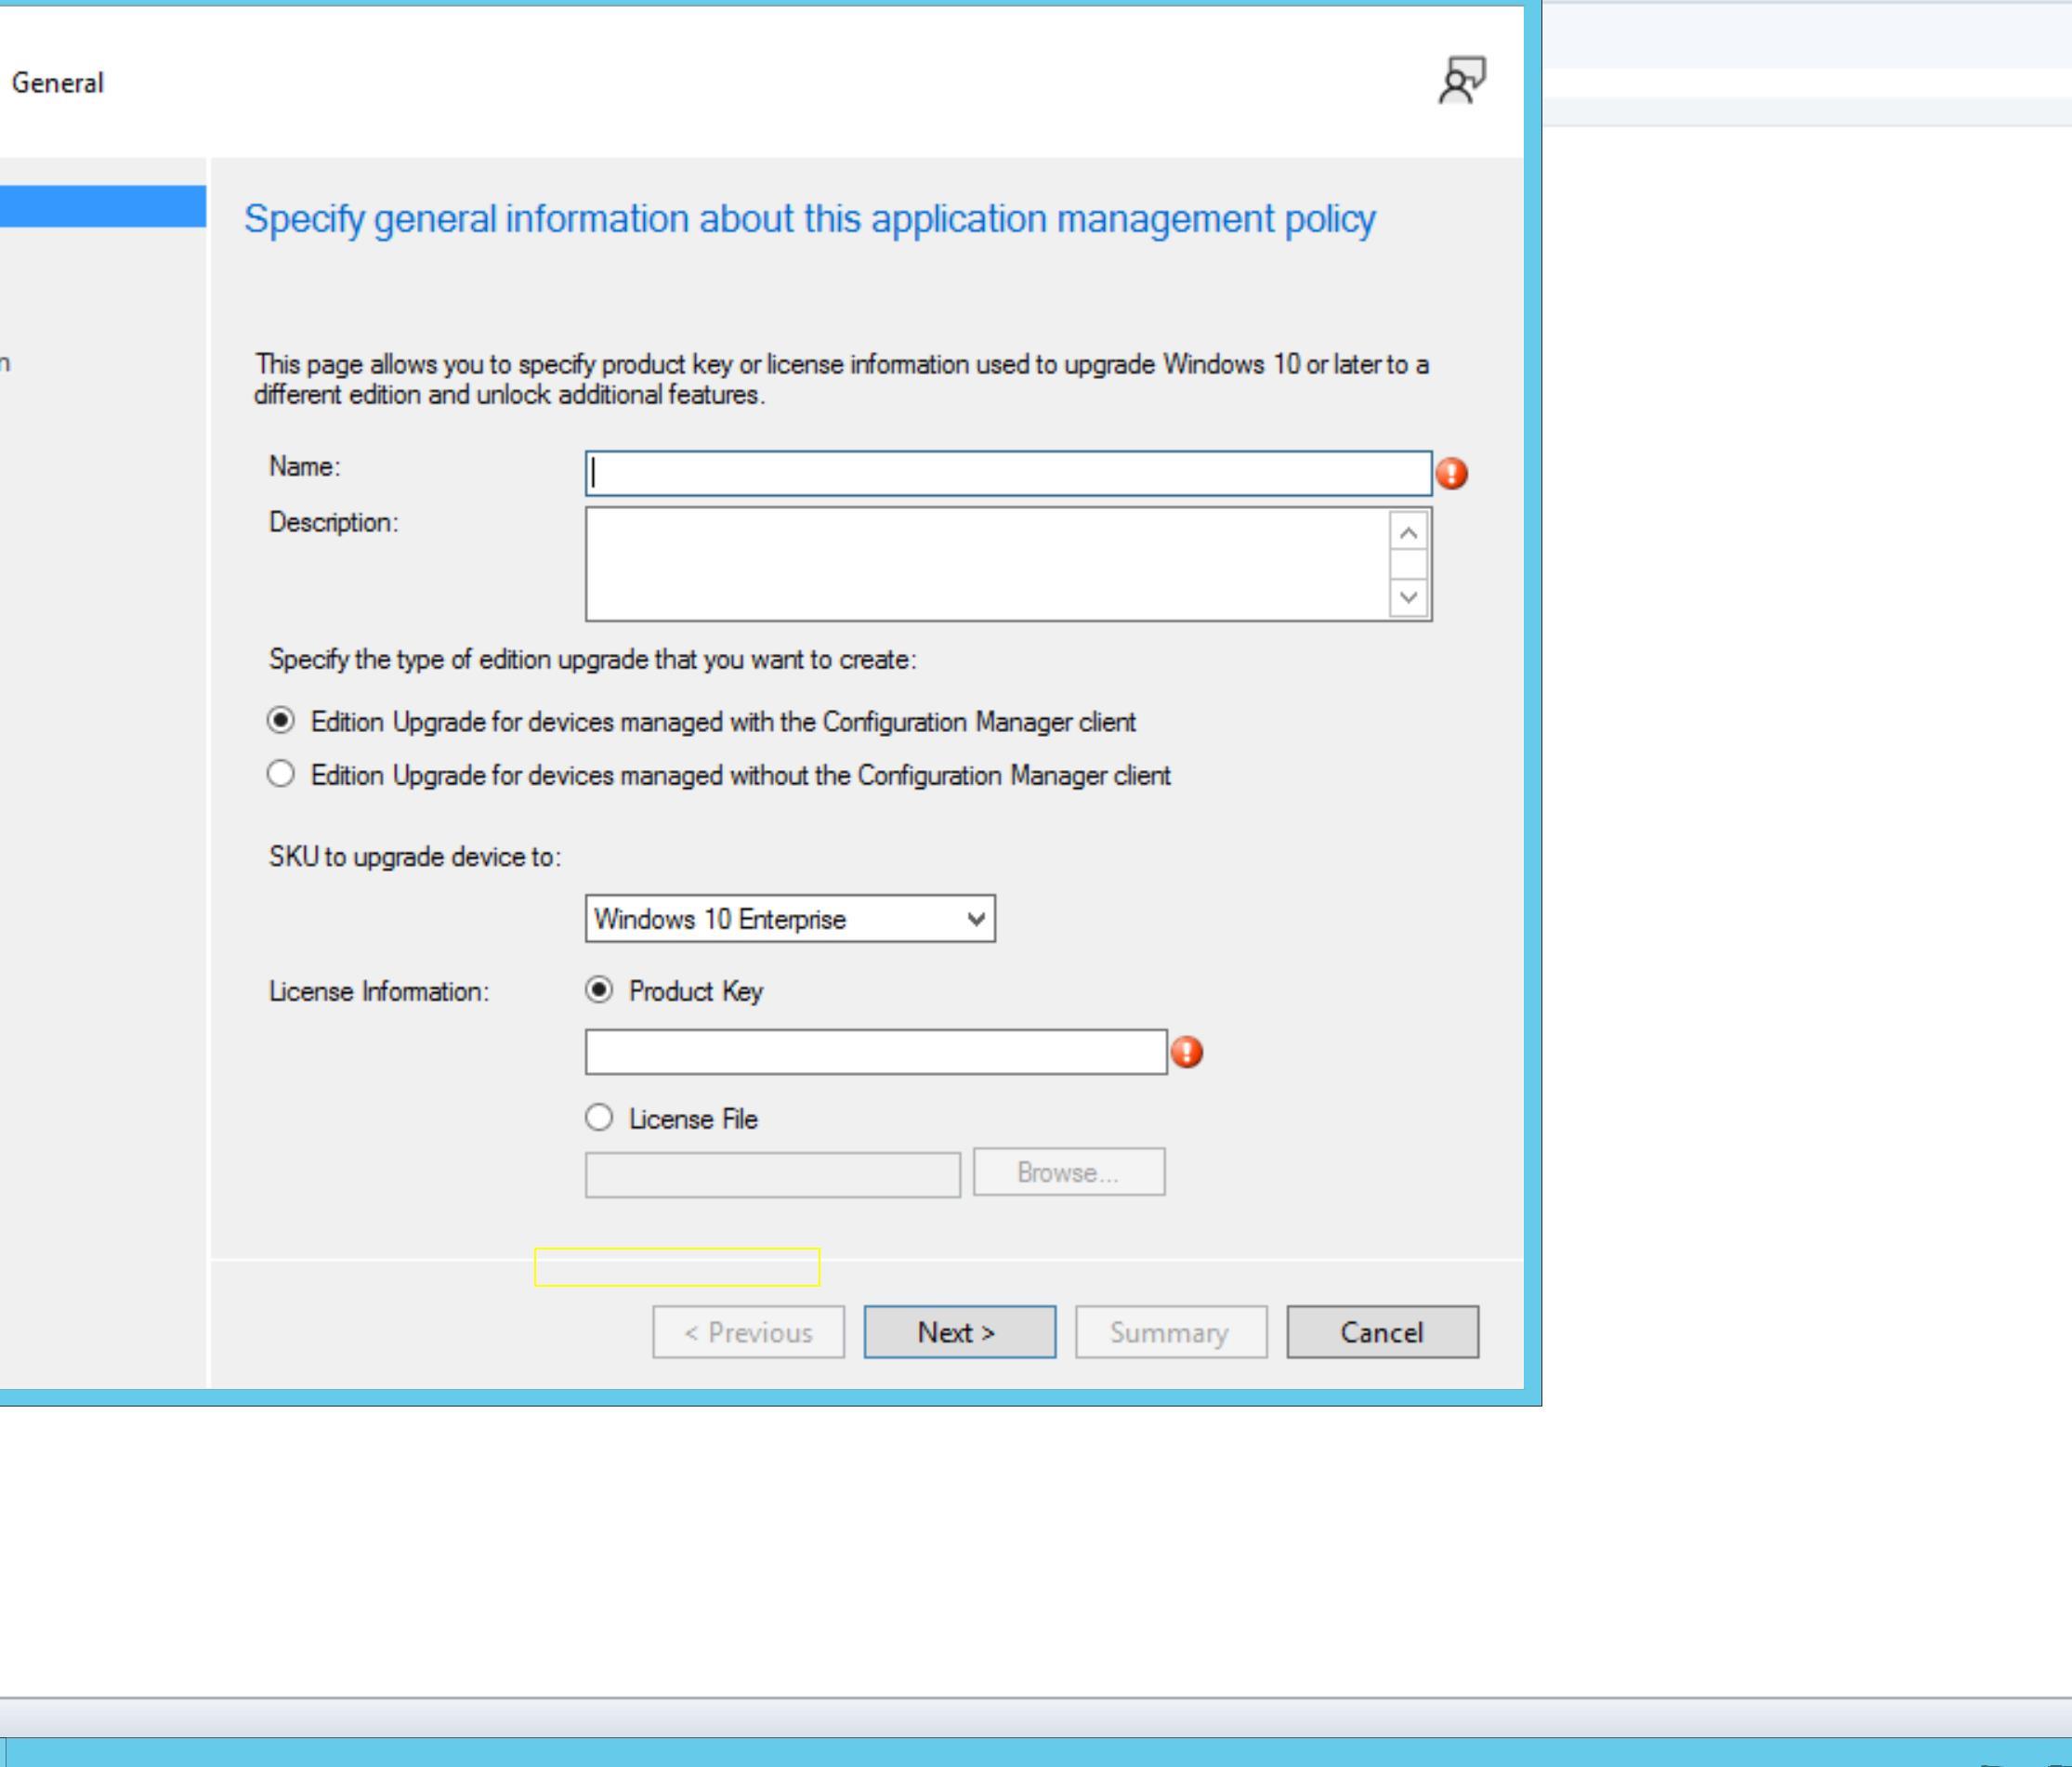 General
Specify general information about this application management policy
n
This page allows you to specify product key or license information used to upgrade Windows 10 or later to a
different edition and unlock additional features.
Name:
Description:
Specify the type of edition upgrade that you want to create:
Edition Upgrade for devices managed with the Configuration Manager client
Edition Upgrade for devices managed without the Configuration Manager client
SKU to upgrade device to:
Windows 10 Enterprise
License Information:
Product Key
License File
Browse...
< Previous
Next >
Summary
Cancel